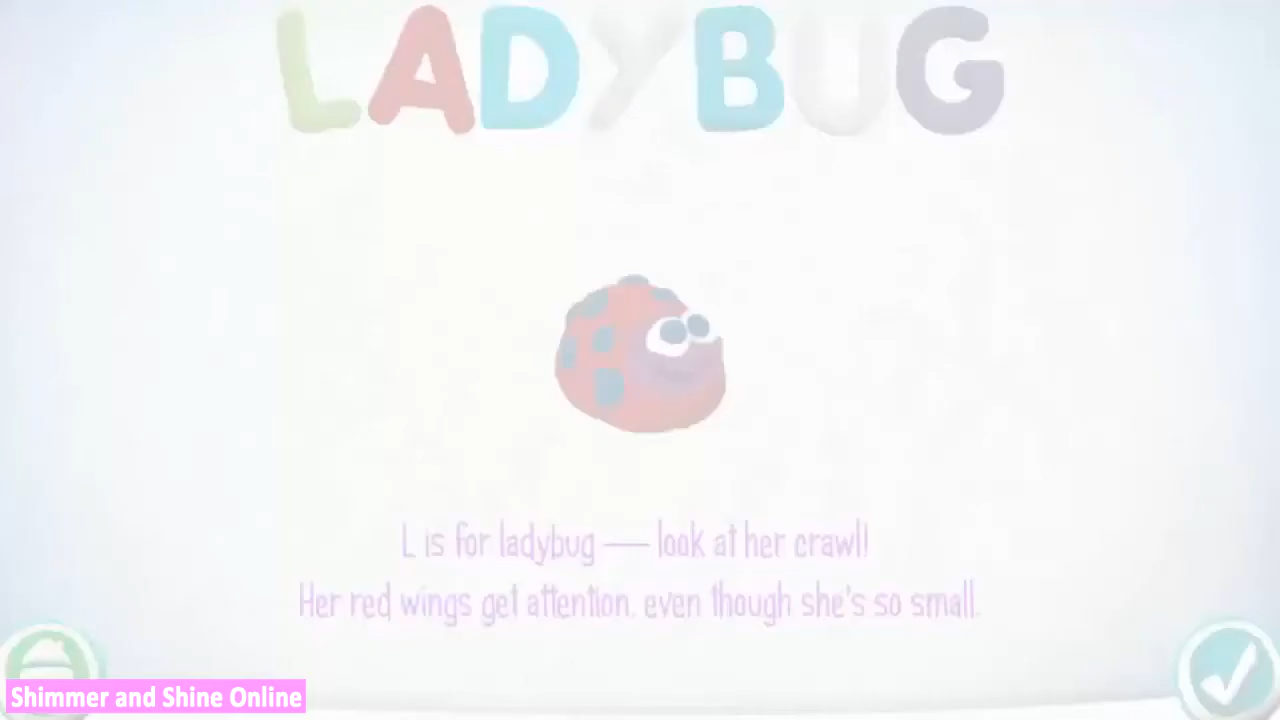 LADYBUG
L is for ladybug — look at her crawl!
Her red wings get attention, even though she's so small.
Shimmer and Shine Online